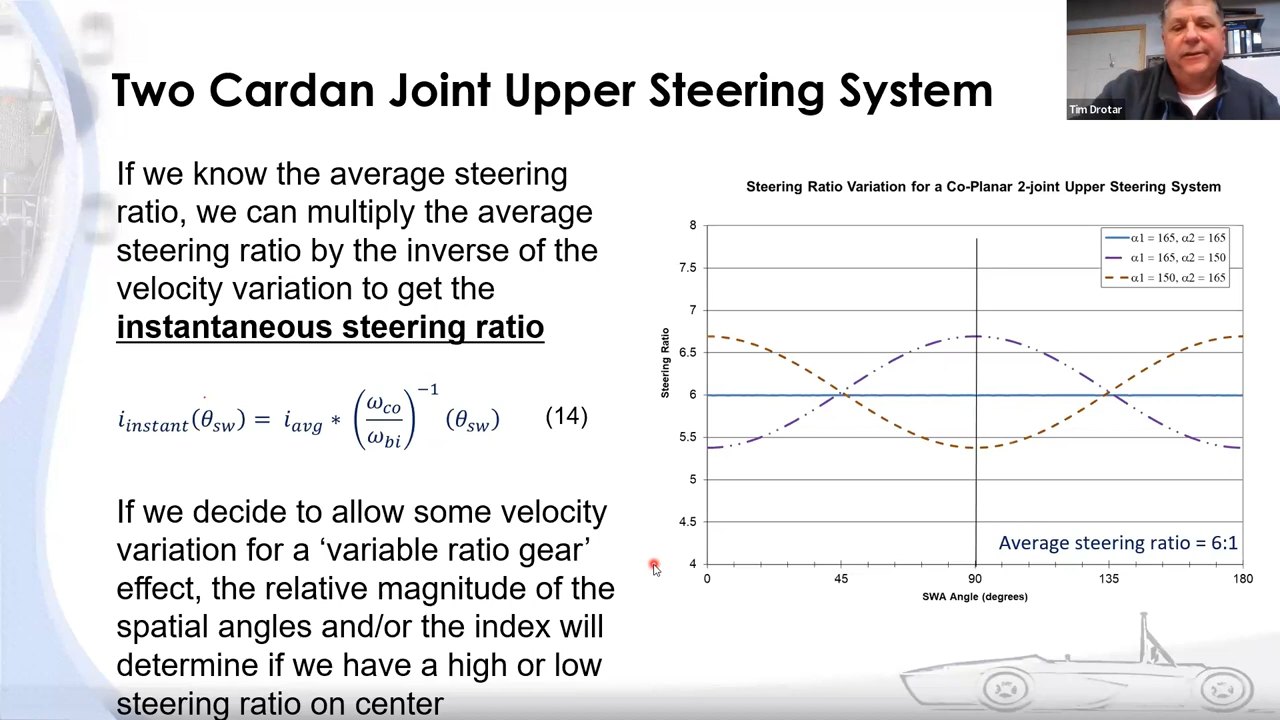 Two Cardan Joint Upper Steering System
Tim Drotar
If we know the average steering
ratio, we can multiply the average
steering ratio by the inverse of the
velocity variation to get the
instantaneous steering ratio
i_instant(θ_sw) = i_avg * (ω_co/ω_bi)^−1 (θ_sw) (14)
If we decide to allow some velocity
variation for a ‘variable ratio gear’
effect, the relative magnitude of the
spatial angles and/or the index will
determine if we have a high or low
steering ratio on center
Steering Ratio Variation for a Co-Planar 2-joint Upper Steering System
8
7.5
7
6.5
6
5.5
5
4.5
4
Steering Ratio
α1 = 165, α2 = 165
α1 = 165, α2 = 150
α1 = 150, α2 = 165
Average steering ratio = 6:1
0 45 90 135 180
SWA Angle (degrees)